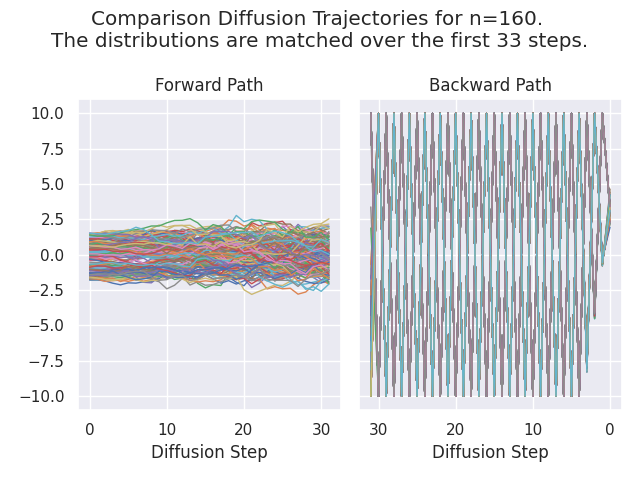 Comparison Diffusion Trajectories for n=160.
The distributions are matched over the first 33 steps.
Forward Path
Backward Path
10.0
7.5
5.0
2.5
0.0
−2.5
−5.0
−7.5
−10.0
0 10 20 30
30 20 10 0
Diffusion Step
Diffusion Step